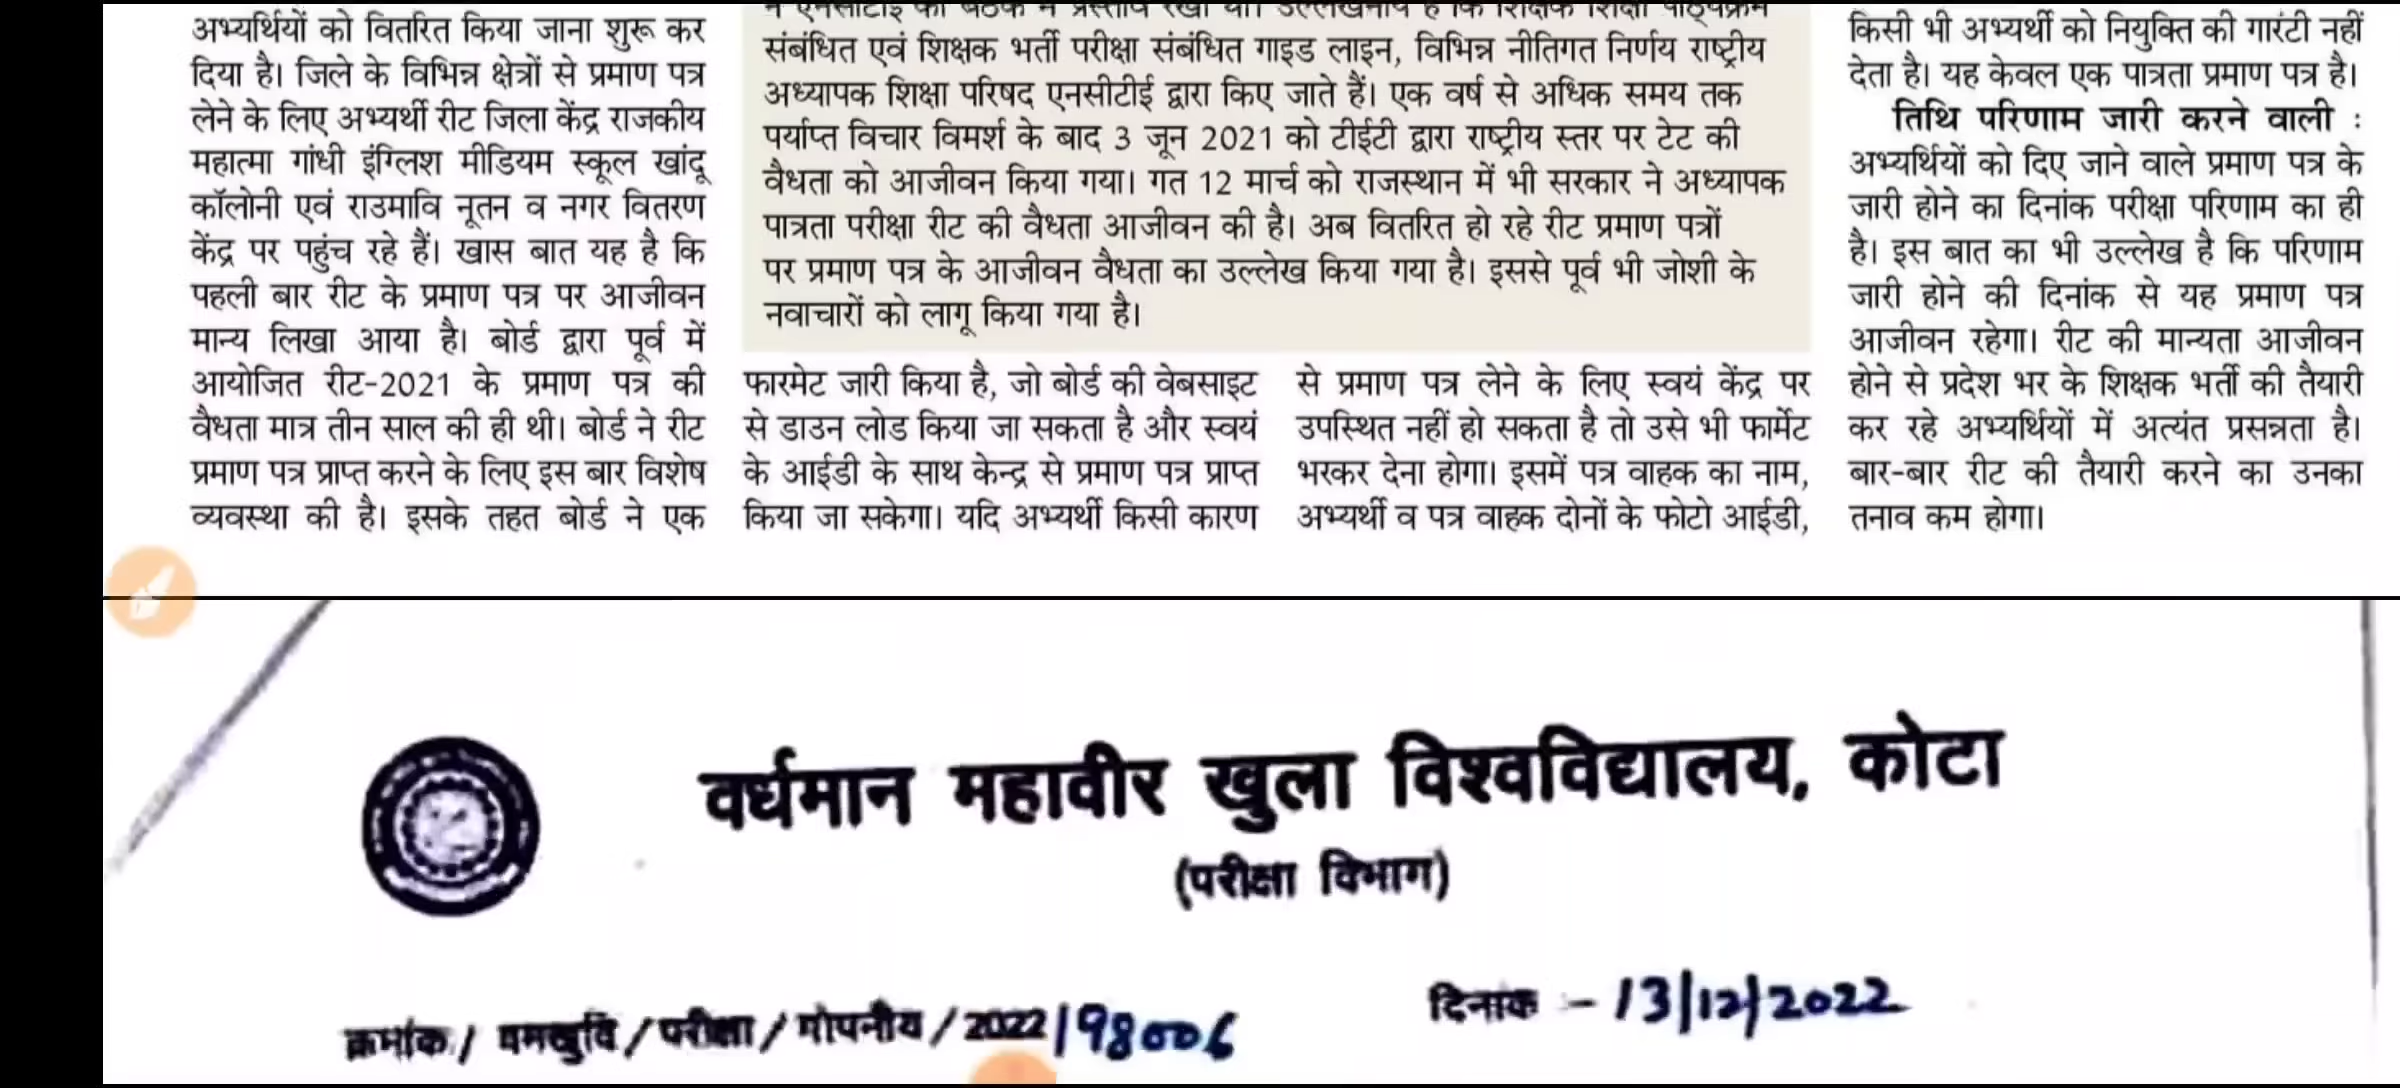 अभ्यर्थियों को वितरित किया जाना शुरू कर
दिया है। जिले के विभिन्न क्षेत्रों से प्रमाण पत्र
लेने के लिए अभ्यर्थी रीट जिला केंद्र राजकीय
महात्मा गांधी इंग्लिश मीडियम स्कूल खांदू
कॉलोनी एवं राउमावि नूतन व नगर वितरण
केंद्र पर पहुंच रहे हैं। खास बात यह है कि
पहली बार रीट के प्रमाण पत्र पर आजीवन
मान्य लिखा आया है। बोर्ड द्वारा पूर्व में
आयोजित रीट-2021 के प्रमाण पत्र की
वैधता मात्र तीन साल की ही थी। बोर्ड ने रीट
प्रमाण पत्र प्राप्त करने के लिए इस बार विशेष
व्यवस्था की है। इसके तहत बोर्ड ने एक
ने एनसीटीई की बैठक में प्रस्ताव रखा था। उल्लेखनीय है कि शिक्षक शिक्षा पाठ्यक्रम
संबंधित एवं शिक्षक भर्ती परीक्षा संबंधित गाइड लाइन, विभिन्न नीतिगत निर्णय राष्ट्रीय
अध्यापक शिक्षा परिषद एनसीटीई द्वारा किए जाते हैं। एक वर्ष से अधिक समय तक
पर्याप्त विचार विमर्श के बाद 3 जून 2021 को टीईटी द्वारा राष्ट्रीय स्तर पर टेट की
वैधता को आजीवन किया गया। गत 12 मार्च को राजस्थान में भी सरकार ने अध्यापक
पात्रता परीक्षा रीट की वैधता आजीवन की है। अब वितरित हो रहे रीट प्रमाण पत्रों
पर प्रमाण पत्र के आजीवन वैधता का उल्लेख किया गया है। इससे पूर्व भी जोशी के
नवाचारों को लागू किया गया है।
फारमेट जारी किया है, जो बोर्ड की वेबसाइट
से डाउन लोड किया जा सकता है और स्वयं
के आईडी के साथ केन्द्र से प्रमाण पत्र प्राप्त
किया जा सकेगा। यदि अभ्यर्थी किसी कारण
से प्रमाण पत्र लेने के लिए स्वयं केंद्र पर
उपस्थित नहीं हो सकता है तो उसे भी फार्मेट
भरकर देना होगा। इसमें पत्र वाहक का नाम,
अभ्यर्थी व पत्र वाहक दोनों के फोटो आईडी,
किसी भी अभ्यर्थी को नियुक्ति की गारंटी नहीं
देता है। यह केवल एक पात्रता प्रमाण पत्र है।
तिथि परिणाम जारी करने वाली :
अभ्यर्थियों को दिए जाने वाले प्रमाण पत्र के
जारी होने का दिनांक परीक्षा परिणाम का ही
है। इस बात का भी उल्लेख है कि परिणाम
जारी होने की दिनांक से यह प्रमाण पत्र
आजीवन रहेगा। रीट की मान्यता आजीवन
होने से प्रदेश भर के शिक्षक भर्ती की तैयारी
कर रहे अभ्यर्थियों में अत्यंत प्रसन्नता है।
बार-बार रीट की तैयारी करने का उनका
तनाव कम होगा।
वर्धमान महावीर खुला विश्वविद्यालय, कोटा
(परीक्षा विभाग)
क्रमांक / वमखुवि / परीक्षा / गोपनीय / 2022/98006
दिनांक - 13/12/2022